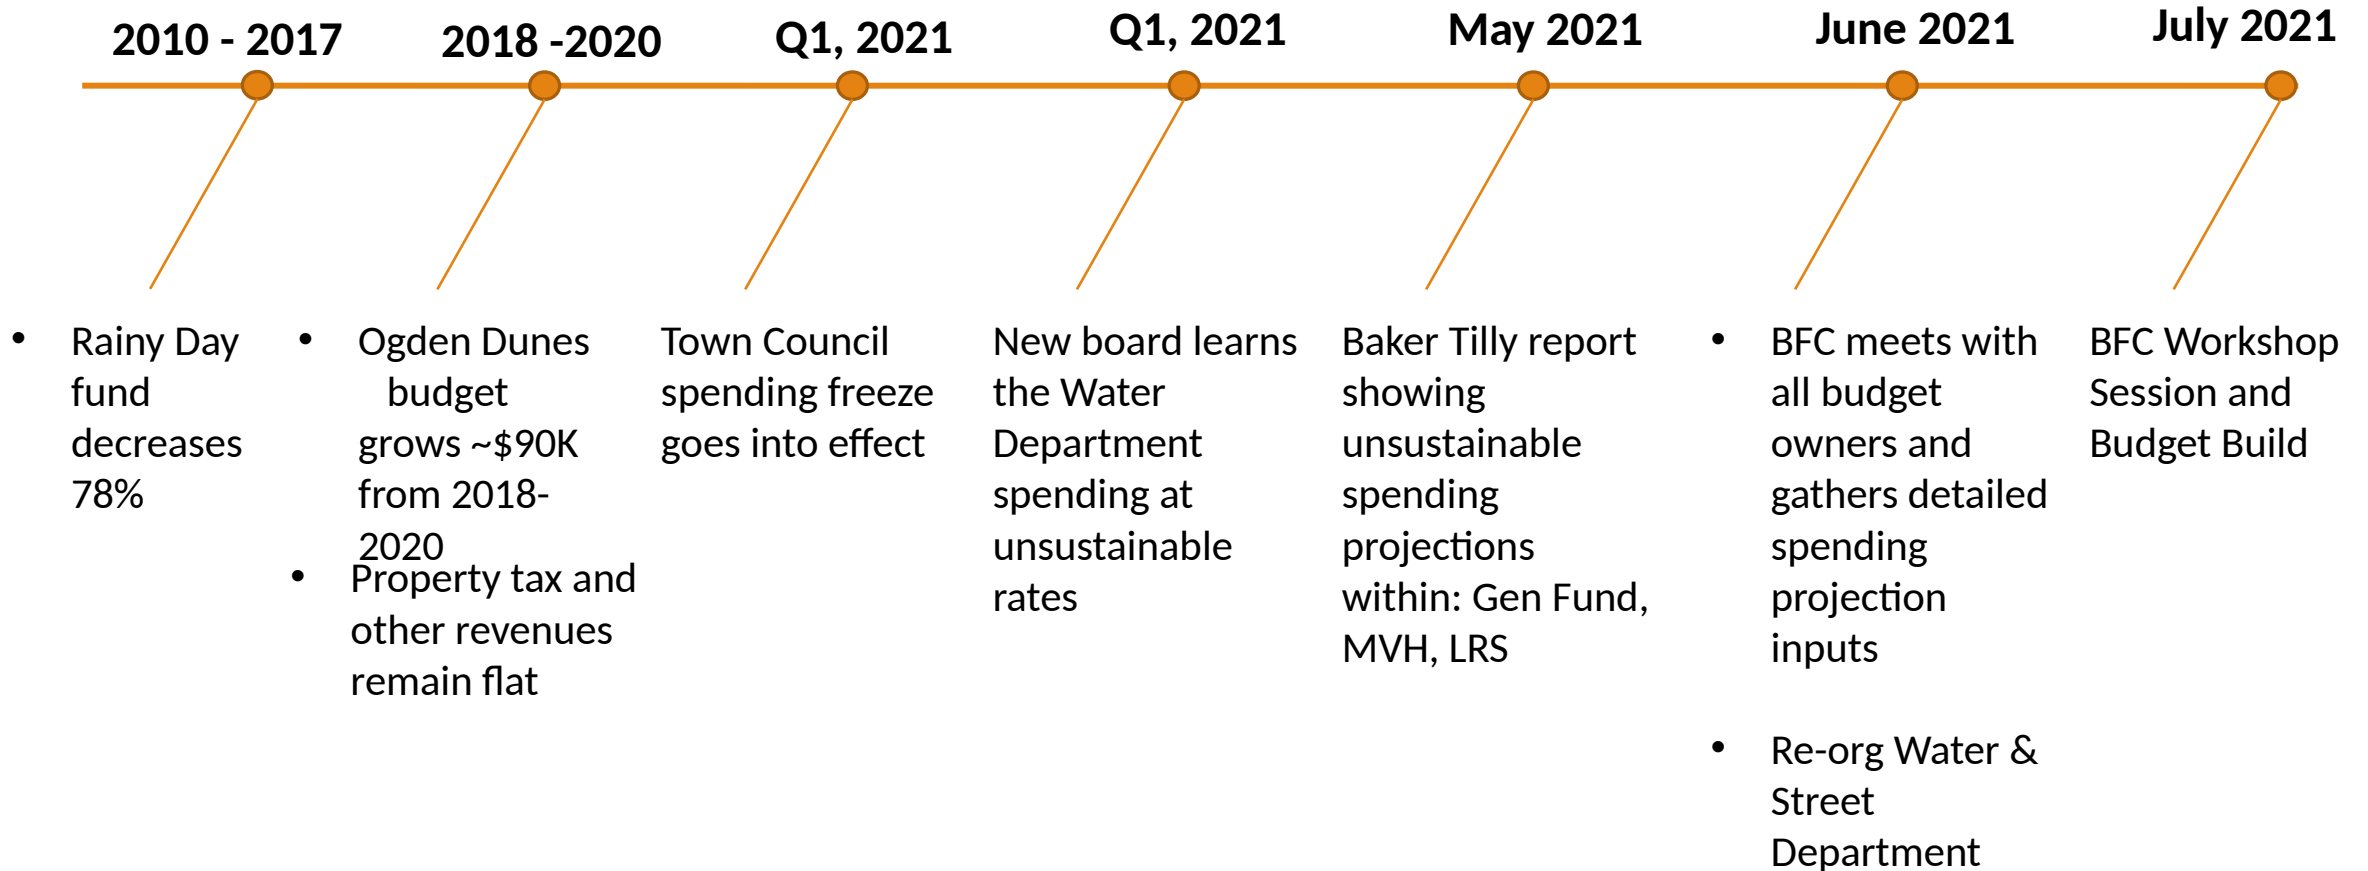 2010 - 2017
2018 -2020
Q1, 2021
Q1, 2021
May 2021
June 2021
July 2021
• Rainy Day
fund
decreases
78%
• Ogden Dunes
budget
grows ~$90K
from 2018-
2020
• Property tax and
other revenues
remain flat
Town Council
spending freeze
goes into effect
New board learns
the Water
Department
spending at
unsustainable
rates
Baker Tilly report
showing
unsustainable
spending
projections
within: Gen Fund,
MVH, LRS
• BFC meets with
all budget
owners and
gathers detailed
spending
projection
inputs
• Re-org Water &
Street
Department
BFC Workshop
Session and
Budget Build